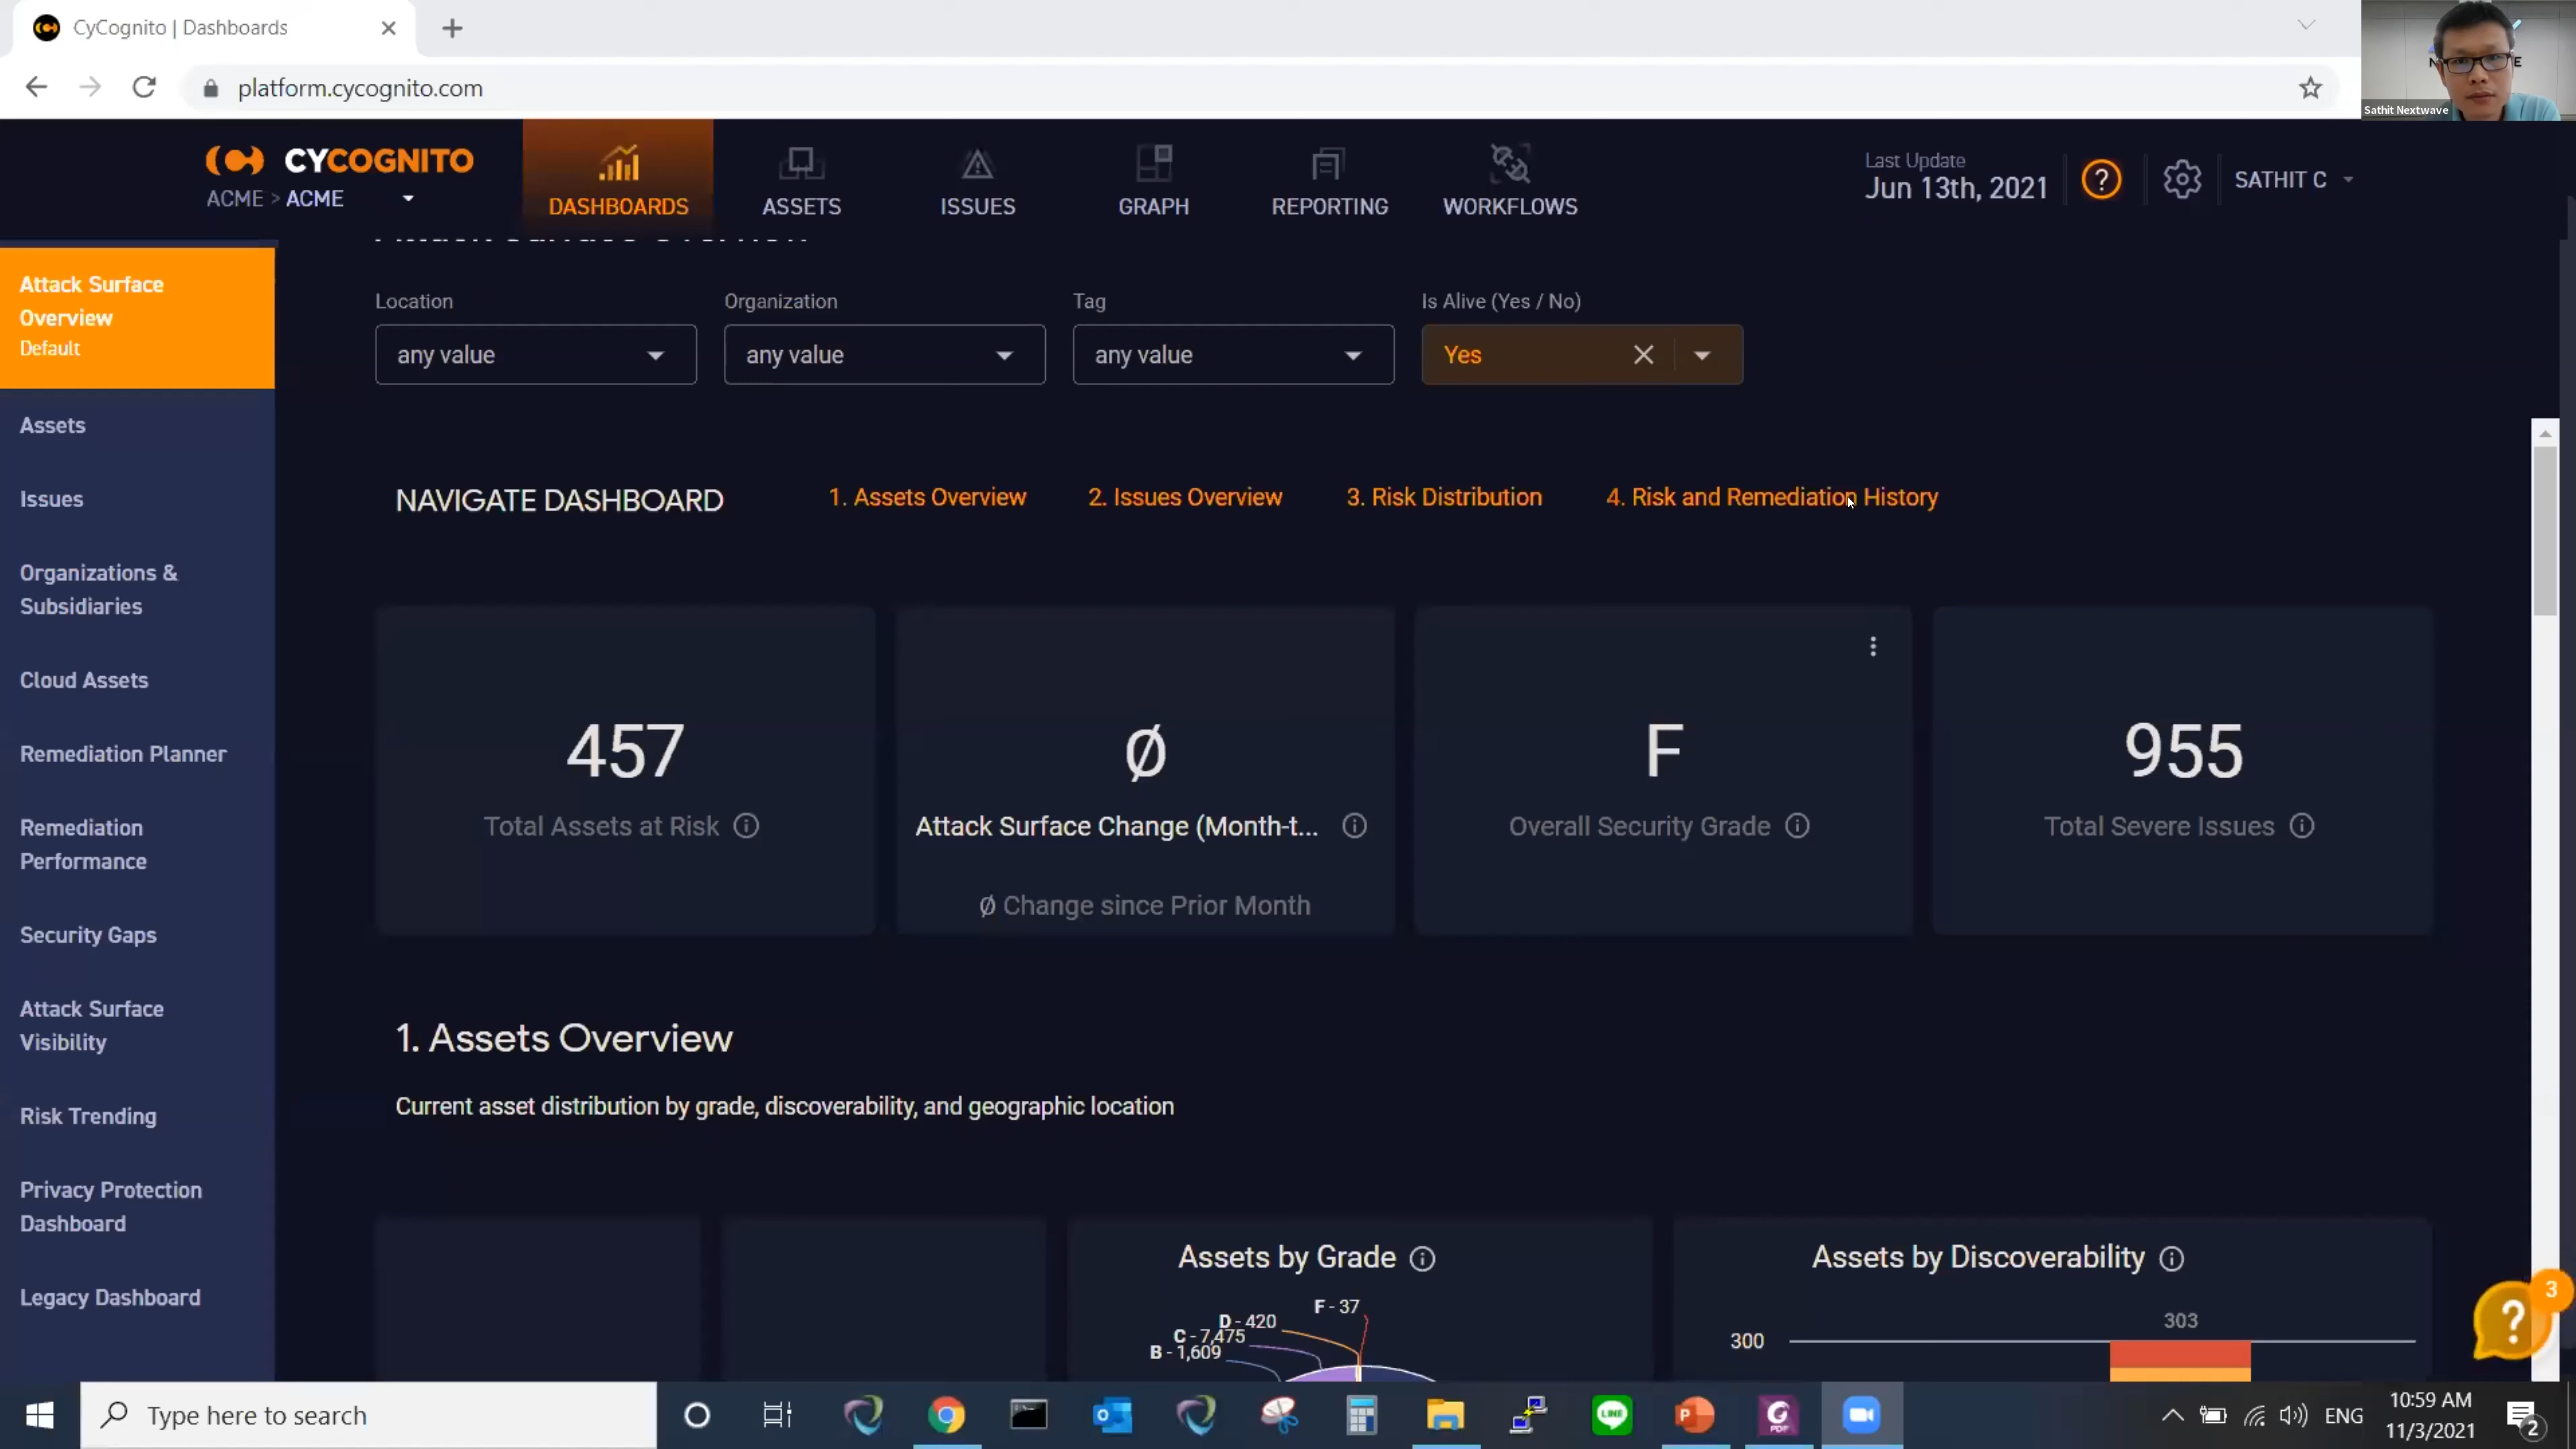 CyCognito | Dashboards
platform.cycognito.com
Sathit Nextwave
CYCOGNITO
ACME > ACME
DASHBOARDS
ASSETS
ISSUES
GRAPH
REPORTING
WORKFLOWS
Last Update
Jun 13th, 2021
SATHIT C
Attack Surface
Overview
Default
Assets
Issues
Organizations &
Subsidiaries
Cloud Assets
Remediation Planner
Remediation
Performance
Security Gaps
Attack Surface
Visibility
Risk Trending
Privacy Protection
Dashboard
Legacy Dashboard
Location
Organization
Tag
Is Alive (Yes / No)
any value
any value
any value
Yes
NAVIGATE DASHBOARD
1. Assets Overview
2. Issues Overview
3. Risk Distribution
4. Risk and Remediation History
457
Total Assets at Risk
Ø
Attack Surface Change (Month-t...
Ø Change since Prior Month
F
Overall Security Grade
955
Total Severe Issues
1. Assets Overview
Current asset distribution by grade, discoverability, and geographic location
Assets by Grade
F - 37
D - 420
C - 7,475
B - 1,609
Assets by Discoverability
303
300
3
Type here to search
ENG
10:59 AM
11/3/2021
2